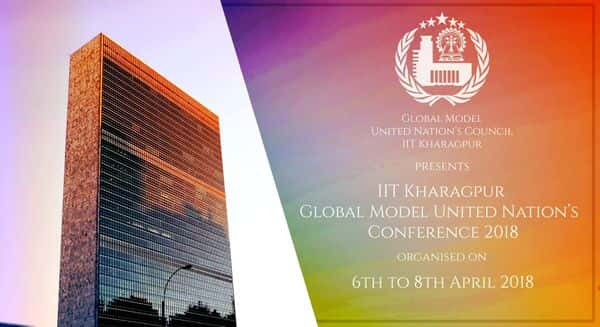 Global Model
United Nation's Council,
IIT Kharagpur
presents
IIT Kharagpur
Global Model United Nation's
Conference 2018
organised on
6th to 8th April 2018